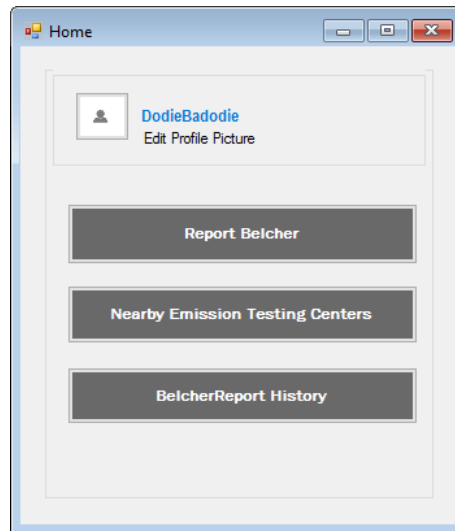 Home
DodieBadodie
Edit Profile Picture
Report Belcher
Nearby Emission Testing Centers
BelcherReport History